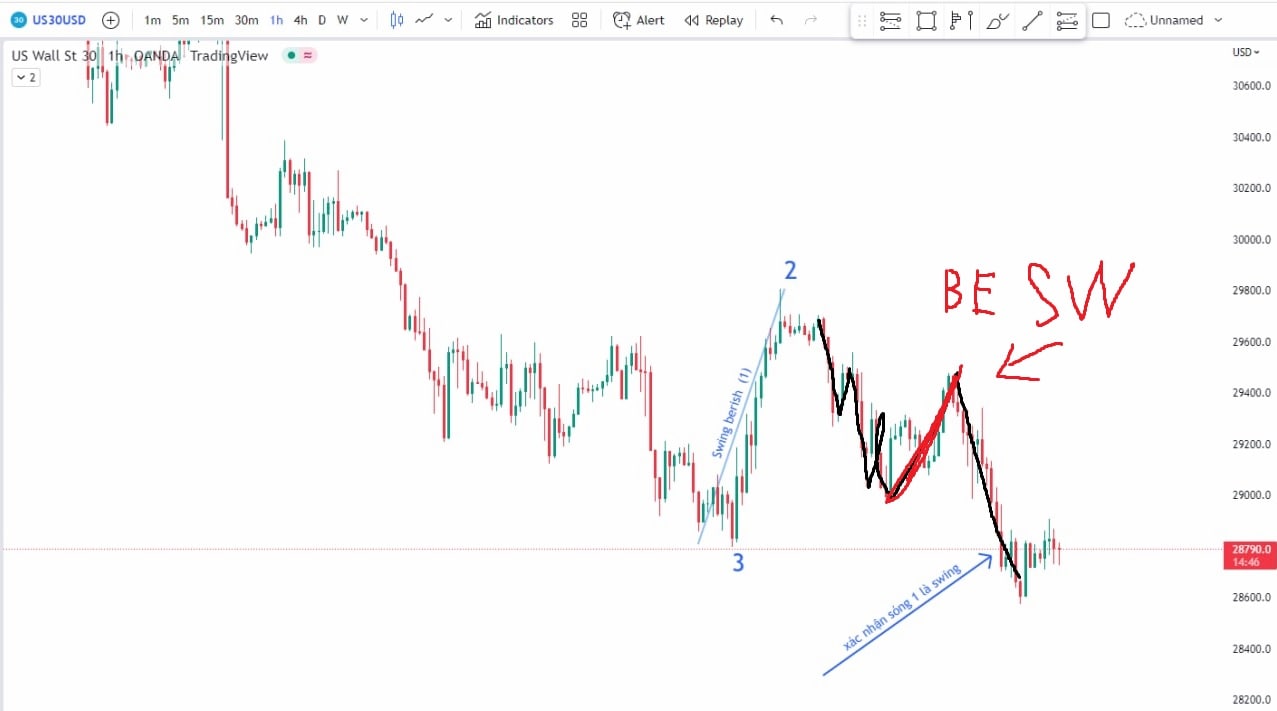 30 US30USD 1m 5m 15m 30m 1h 4h D W Indicators Alert Replay Unnamed
US Wall St 30 1h OANDA TradingView
2
USD
30600.0
30400.0
30200.0
30000.0
29800.0
29600.0
29400.0
29200.0
29000.0
28790.0
14:46
28600.0
28400.0
28200.0
2
Swing berish (1)
3
BE SW
xác nhận sóng 1 là swing